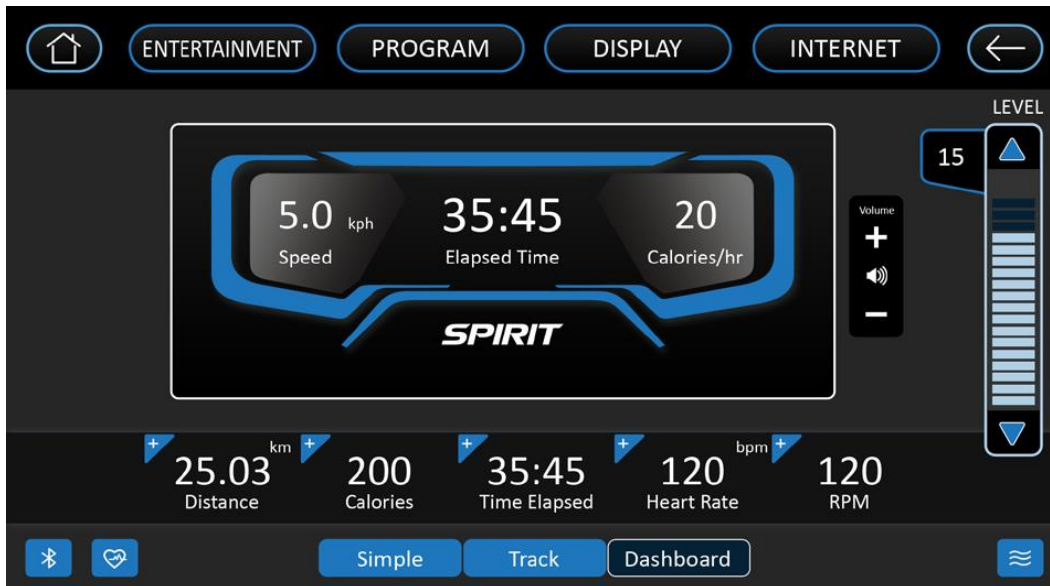 ENTERTAINMENT PROGRAM DISPLAY INTERNET
LEVEL
15
5.0 kph 35:45 20
Speed Elapsed Time Calories/hr
Volume
SPIRIT
25.03 km 200 35:45 120 bpm 120
Distance Calories Time Elapsed Heart Rate RPM
Simple Track Dashboard